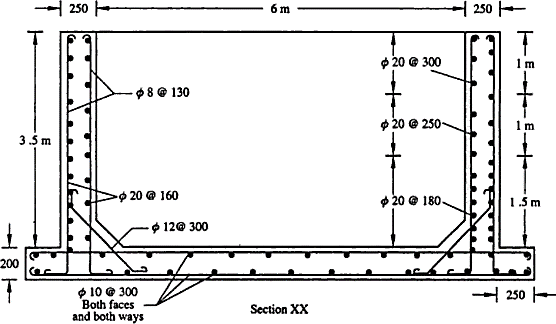 250
6 m
250
ϕ 20 @ 300
1 m
ϕ 8 @ 130
ϕ 20 @ 250
1 m
3.5 m
ϕ 20 @ 160
ϕ 20 @ 180
1.5 m
ϕ 12@ 300
200
ϕ 10 @ 300
Both faces
and both ways
Section XX
250